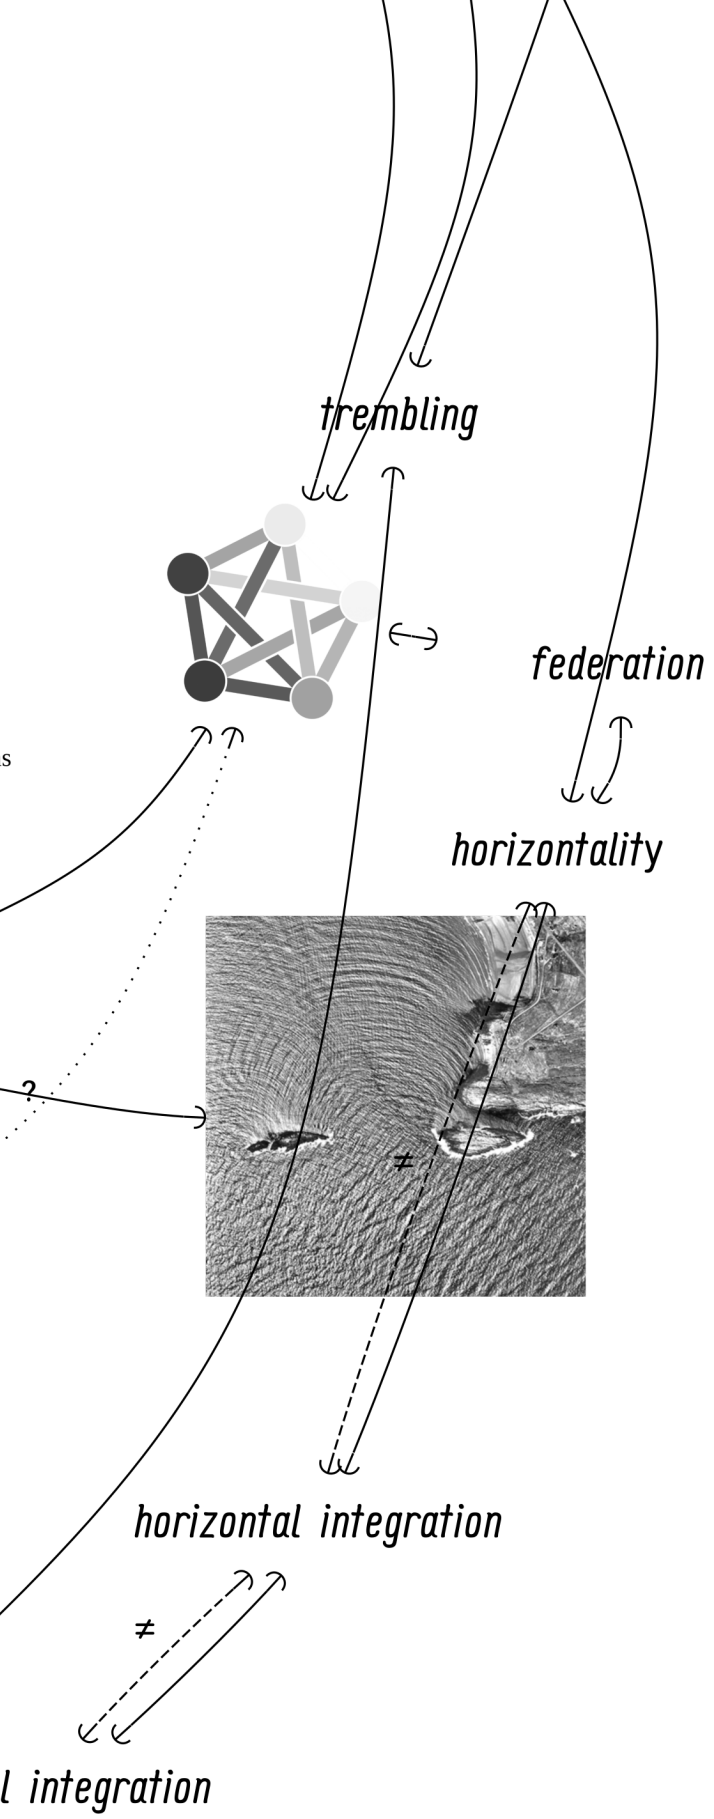 trembling
federation
s
horizontality
?
≠
horizontal integration
≠
l integration